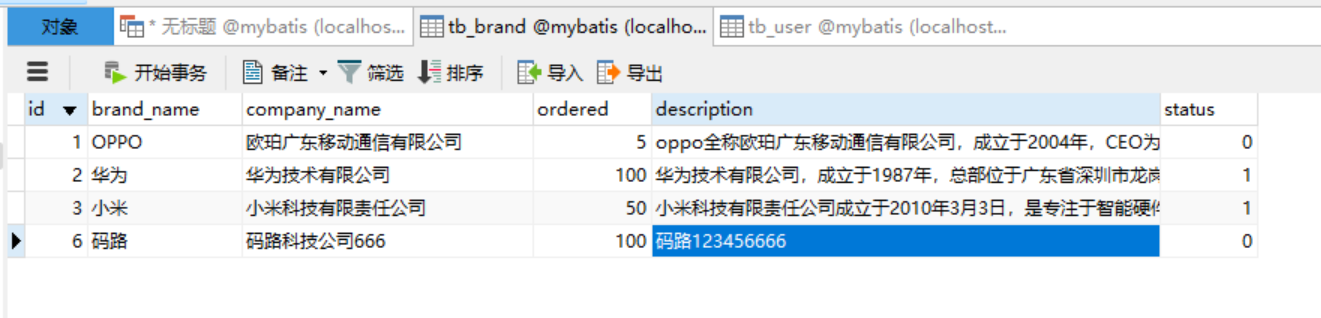 对象 * 无标题 @mybatis (localhos... tb_brand @mybatis (localho... tb_user @mybatis (localhost...
开始事务 备注 筛选 排序 导入 导出
id brand_name company_name ordered description status
1 OPPO 欧珀广东移动通信有限公司 5 oppo全称欧珀广东移动通信有限公司，成立于2004年，CEO为 0
2 华为 华为技术有限公司 100 华为技术有限公司，成立于1987年，总部位于广东省深圳市龙岗 1
3 小米 小米科技有限责任公司 50 小米科技有限责任公司成立于2010年3月3日，是专注于智能硬件 1
6 码路 码路科技公司666 100 码路123456666 0